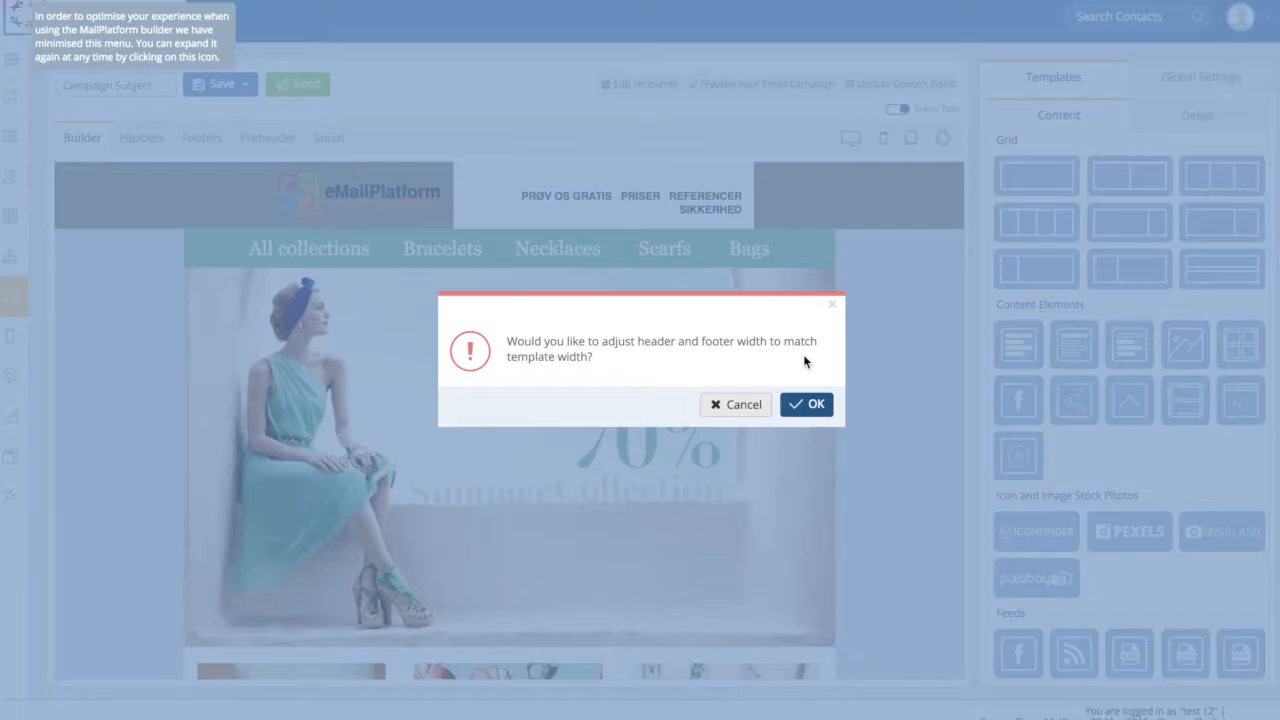 In order to optimise your experience when
using the MailPlatform builder we have
minimised this menu. You can expand it
again at any time by clicking on this icon.
Search Contacts
Campaign Subject
Save
Send
Edit recipients
Preview Your Email Campaign
Update Contact Fields
Select Tool
Templates
Global Settings
Content
Design
Builder
Headers
Footers
Preheader
Social
Grid
eMailPlatform
PRØV OS GRATIS PRISER REFERENCER
SIKKERHED
All collections
Bracelets
Necklaces
Scarfs
Bags
Content Elements
Would you like to adjust header and footer width to match
template width?
Cancel
OK
70%
Summer collection
Icon and Image Stock Photos
ICONFINDER
PEXELS
UNSPLASH
pixabay
Feeds
You are logged in as "test 12" |